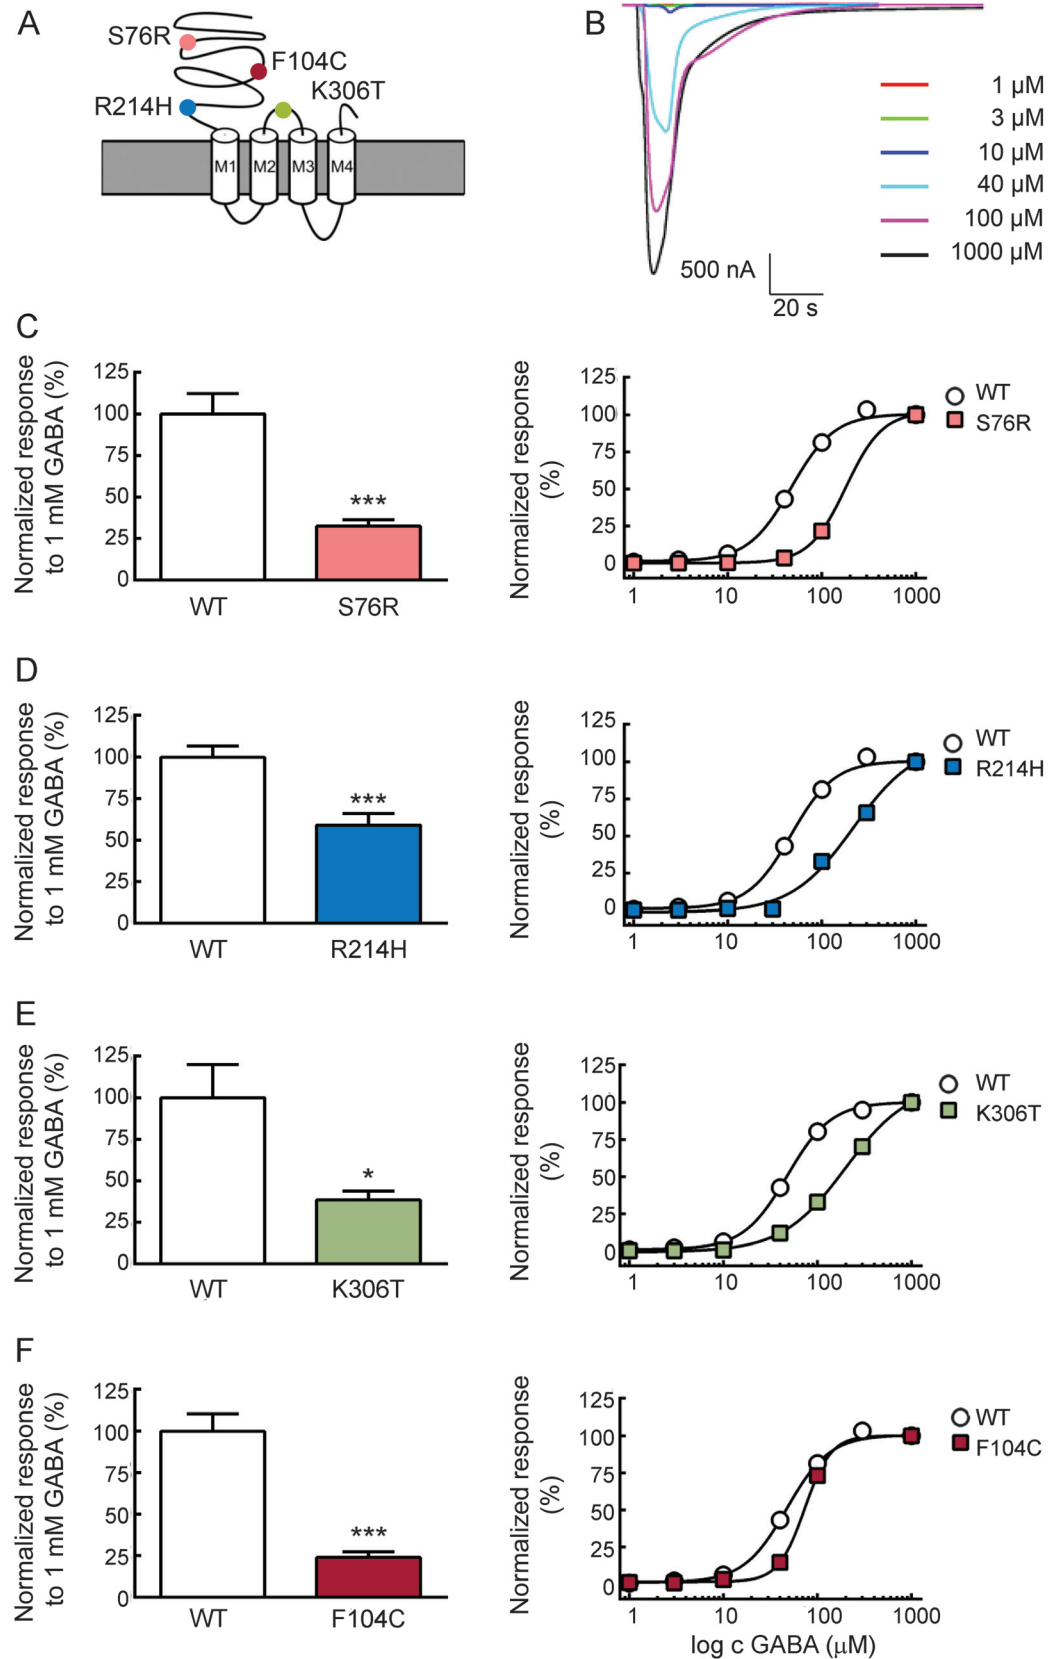 A
S76R
F104C
K306T
R214H
M1 M2 M3 M4
B
1 µM
3 µM
10 µM
40 µM
100 µM
1000 µM
500 nA
20 s
C
Normalized response
to 1 mM GABA (%)
125
100
75
50
25
0
***
WT S76R
Normalized response
(%)
125
100
75
50
25
0
1 10 100 1000
WT
S76R
D
Normalized response
to 1 mM GABA (%)
125
100
75
50
25
0
***
WT R214H
Normalized response
(%)
125
100
75
50
25
0
1 10 100 1000
WT
R214H
E
Normalized response
to 1 mM GABA (%)
125
100
75
50
25
0
*
WT K306T
Normalized response
(%)
125
100
75
50
25
0
1 10 100 1000
WT
K306T
F
Normalized response
to 1 mM GABA (%)
125
100
75
50
25
0
***
WT F104C
Normalized response
(%)
125
100
75
50
25
0
1 10 100 1000
log c GABA (µM)
WT
F104C